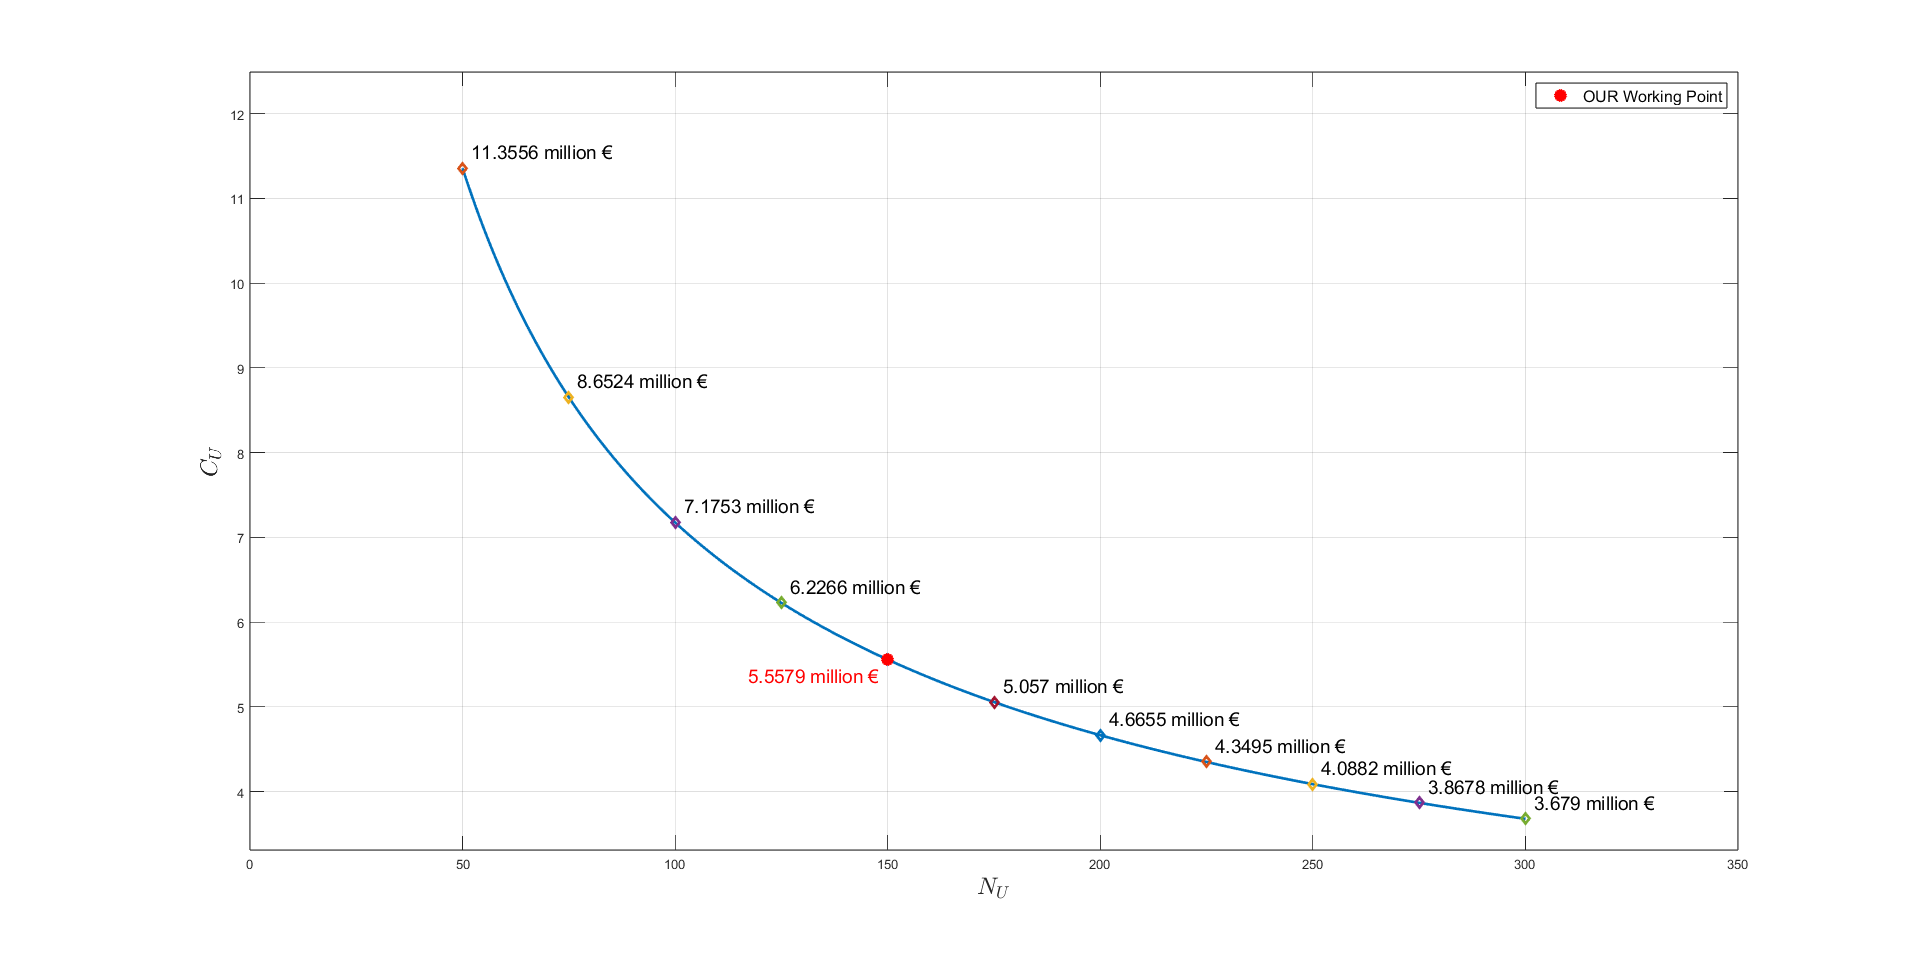 OUR Working Point
12
11.3556 million €
11
10
9
8.6524 million €
8
C_U
7.1753 million €
7
6.2266 million €
6
5.5579 million €
5.057 million €
5
4.6655 million €
4.3495 million €
4.0882 million €
3.8678 million €
4
3.679 million €
0 50 100 150 200 250 300 350
N_U